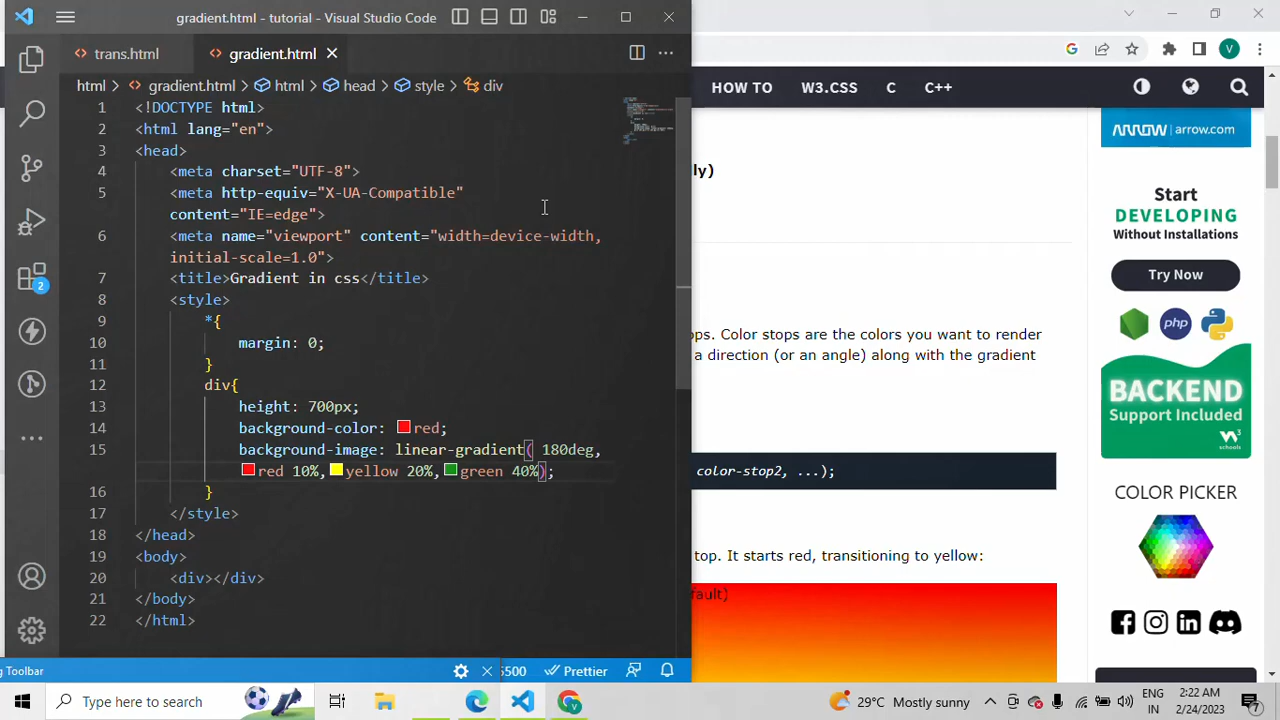 gradient.html - tutorial - Visual Studio Code
trans.html
gradient.html
html
gradient.html
html
head
style
div
1 <!DOCTYPE html>
2 <html lang="en">
3 <head>
4 <meta charset="UTF-8">
5 <meta http-equiv="X-UA-Compatible"
content="IE=edge">
6 <meta name="viewport" content="width=device-width,
initial-scale=1.0">
7 <title>Gradient in css</title>
8 <style>
9 *{
10 margin: 0;
11 }
12 div{
13 height: 700px;
14 background-color: red;
15 background-image: linear-gradient( 180deg,
red 10%,yellow 20%,green 40%);
16 }
17 </style>
18 </head>
19 <body>
20 <div></div>
21 </body>
22 </html>
2
g Toolbar
5500
Prettier
V
HOW TO
W3.CSS
C
C++
ly)
ops. Color stops are the colors you want to render
a direction (or an angle) along with the gradient
color-stop2, ...);
top. It starts red, transitioning to yellow:
fault)
ARROW
arrow.com
Start
DEVELOPING
Without Installations
Try Now
php
BACKEND
Support Included
w3
schools
COLOR PICKER
Type here to search
29°C Mostly sunny
ENG
IN
2:22 AM
2/24/2023
7